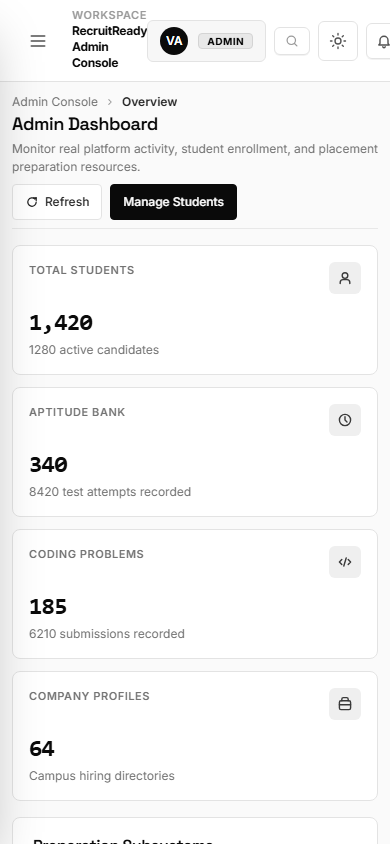 WORKSPACE
RecruitReady
Admin
Console
VA
ADMIN
Admin Console > Overview
Admin Dashboard
Monitor real platform activity, student enrollment, and placement
preparation resources.
Refresh
Manage Students
TOTAL STUDENTS
1,420
1280 active candidates
APTITUDE BANK
340
8420 test attempts recorded
CODING PROBLEMS
185
6210 submissions recorded
COMPANY PROFILES
64
Campus hiring directories
Preparation Subsystems